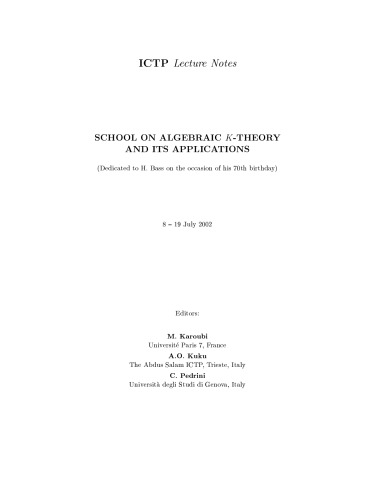 ICTP Lecture Notes
SCHOOL ON ALGEBRAIC K-THEORY
AND ITS APPLICATIONS
(Dedicated to H. Bass on the occasion of his 70th birthday)
8 – 19 July 2002
Editors:
M. Karoubi
Université Paris 7, France
A.O. Kuku
The Abdus Salam ICTP, Trieste, Italy
C. Pedrini
Università degli Studi di Genova, Italy